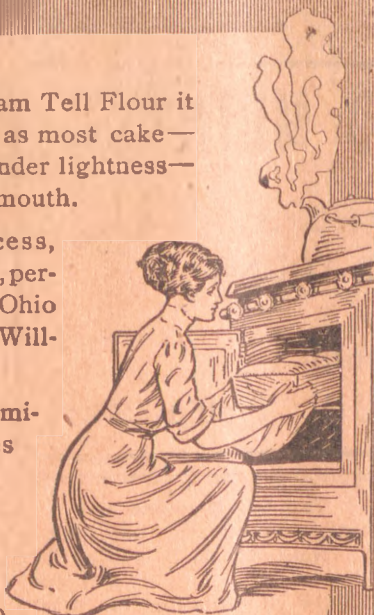 am Tell Flour it
as most cake—
nder lightness—
mouth.
cess,
, per-
Ohio
Will-
mi-
s